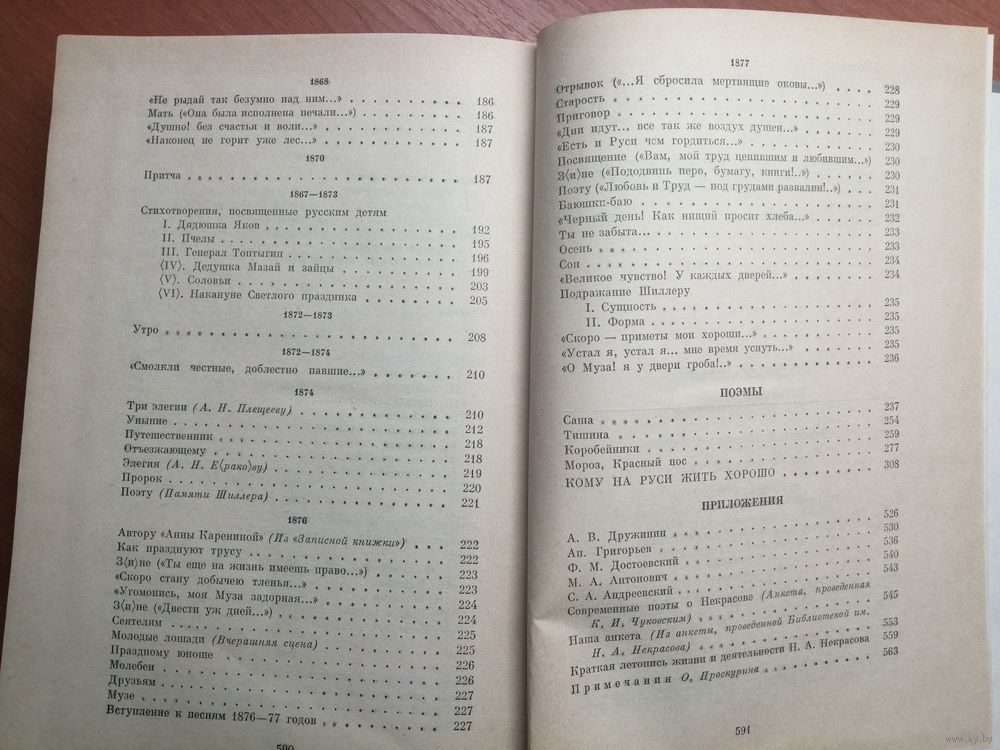 1868
«Не рыдай так безумно над ним...» 186
Мать («Она была исполнена печали...») 186
«Душно! без счастья и воли...» 187
«Наконец не горит уже лес...» 187
1870
Притча 187
1867—1873
Стихотворения, посвященные русским детям
I. Дядюшка Яков 192
II. Пчелы 195
III. Генерал Топтыгин 196
⟨IV⟩. Дедушка Мазай и зайцы 199
⟨V⟩. Соловьи 203
⟨VI⟩. Накануне Светлого праздника 205
1872—1873
Утро 208
1872—1874
«Смолкли честные, доблестно павшие...» 210
1874
Три элегии (А. Н. Плещееву) 210
Уныние 212
Путешественник 218
Отъезжающему 218
Элегия (А. Н. Е⟨рако⟩ву) 219
Пророк 220
Поэту (Памяти Шиллера) 221
1876
Автору «Анны Карениной» (Из «Записной книжки») 222
Как празднуют трусу 222
З⟨и⟩не («Ты еще на жизнь имеешь право...») 223
«Скоро стану добычею тленья...» 223
«Угомонись, моя Муза задорная...» 224
З⟨и⟩не («Двести уж дней...») 224
Сеятелям 225
Молодые лошади (Вчерашняя сцена) 225
Праздному юноше 226
Молебен 226
Друзьям 227
Музе 227
Вступление к песням 1876—77 годов 227
590
1877
Отрывок («...Я сбросила мертвящие оковы...») 228
Старость 229
Приговор 229
«Дни идут... все так же воздух душен...» 229
«Есть и Руси чем гордиться...» 230
Посвящение («Вам, мой труд ценившим и любившим...») 230
З⟨и⟩не («Пододвинь перо, бумагу, книги!..») 230
Поэту («Любовь и Труд — под грудами развалин!..») 231
Баюшки-баю 231
«Черный день! Как нищий просит хлеба...» 232
Ты не забыта... 233
Осень 233
Сон 234
«Великое чувство! У каждых дверей...» 234
Подражание Шиллеру
I. Сущность 235
II. Форма 235
«Скоро — приметы мои хороши...» 235
«Устал я, устал я... мне время уснуть...» 235
«О Муза! я у двери гроба!..» 236
ПОЭМЫ
Саша 237
Тишина 254
Коробейники 259
Мороз, Красный нос 277
КОМУ НА РУСИ ЖИТЬ ХОРОШО 308
ПРИЛОЖЕНИЯ
А. В. Дружинин 526
Ап. Григорьев 530
Ф. М. Достоевский 536
М. А. Антонович 540
С. А. Андреевский 543
Современные поэты о Некрасове (Анкета, проведенная
К. И. Чуковским) 545
Наша анкета (Из анкеты, проведенной Библиотекой им.
Н. А. Некрасова) 553
Краткая летопись жизни и деятельности Н. А. Некрасова 559
Примечания О. Проскурина 563
591
www.ay.by